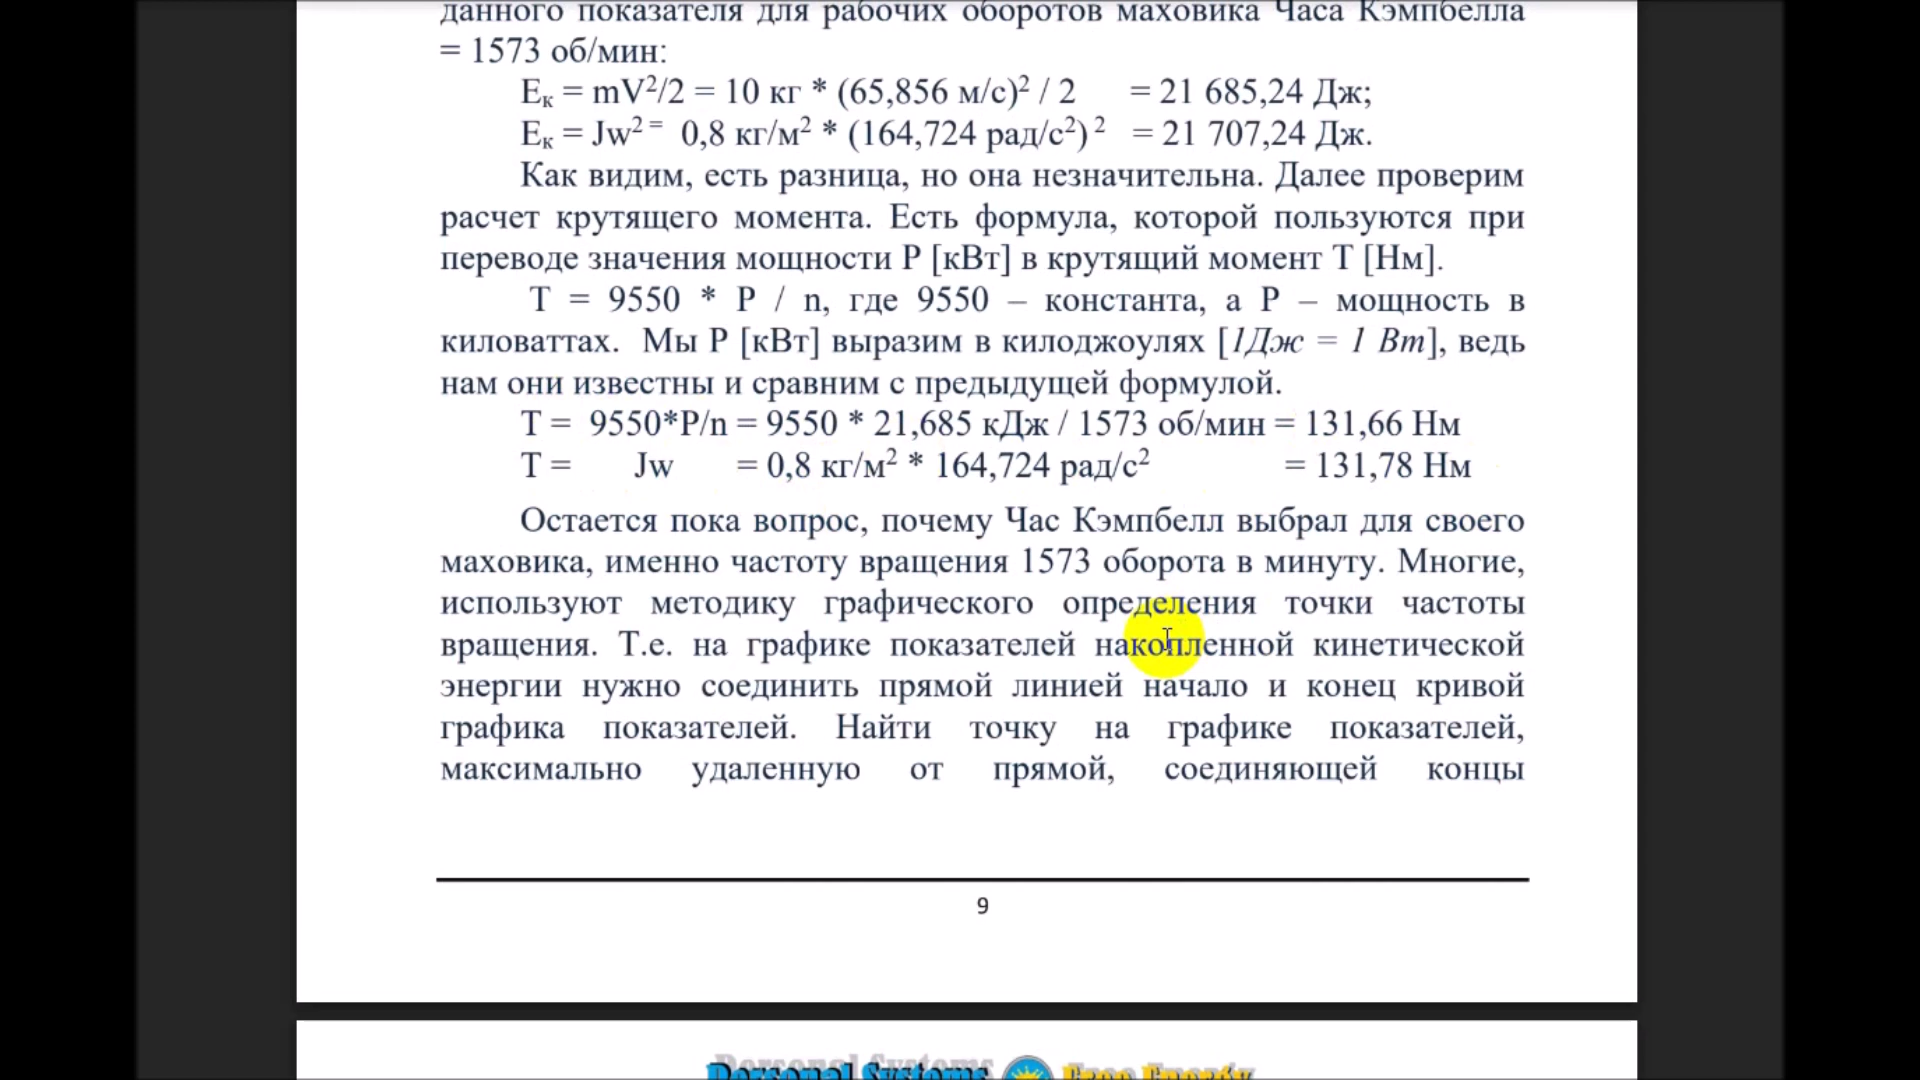 данного показателя для рабочих оборотов маховика Часа Кэмпбелла
= 1573 об/мин:
Eк = mV²/2 = 10 кг * (65,856 м/с)² / 2 = 21 685,24 Дж;
Eк = Jw² = 0,8 кг/м² * (164,724 рад/с²) ² = 21 707,24 Дж.
Как видим, есть разница, но она незначительна. Далее проверим
расчет крутящего момента. Есть формула, которой пользуются при
переводе значения мощности P [кВт] в крутящий момент T [Нм].
T = 9550 * P / n, где 9550 – константа, а P – мощность в
киловаттах. Мы P [кВт] выразим в килоджоулях [1Дж = 1 Вт], ведь
нам они известны и сравним с предыдущей формулой.
T = 9550*P/n = 9550 * 21,685 кДж / 1573 об/мин = 131,66 Нм
T = Jw = 0,8 кг/м² * 164,724 рад/с² = 131,78 Нм
Остается пока вопрос, почему Час Кэмпбелл выбрал для своего
маховика, именно частоту вращения 1573 оборота в минуту. Многие,
используют методику графического определения точки частоты
вращения. Т.е. на графике показателей накопленной кинетической
энергии нужно соединить прямой линией начало и конец кривой
графика показателей. Найти точку на графике показателей,
максимально удаленную от прямой, соединяющей концы
9
Personal Systems Free Energy